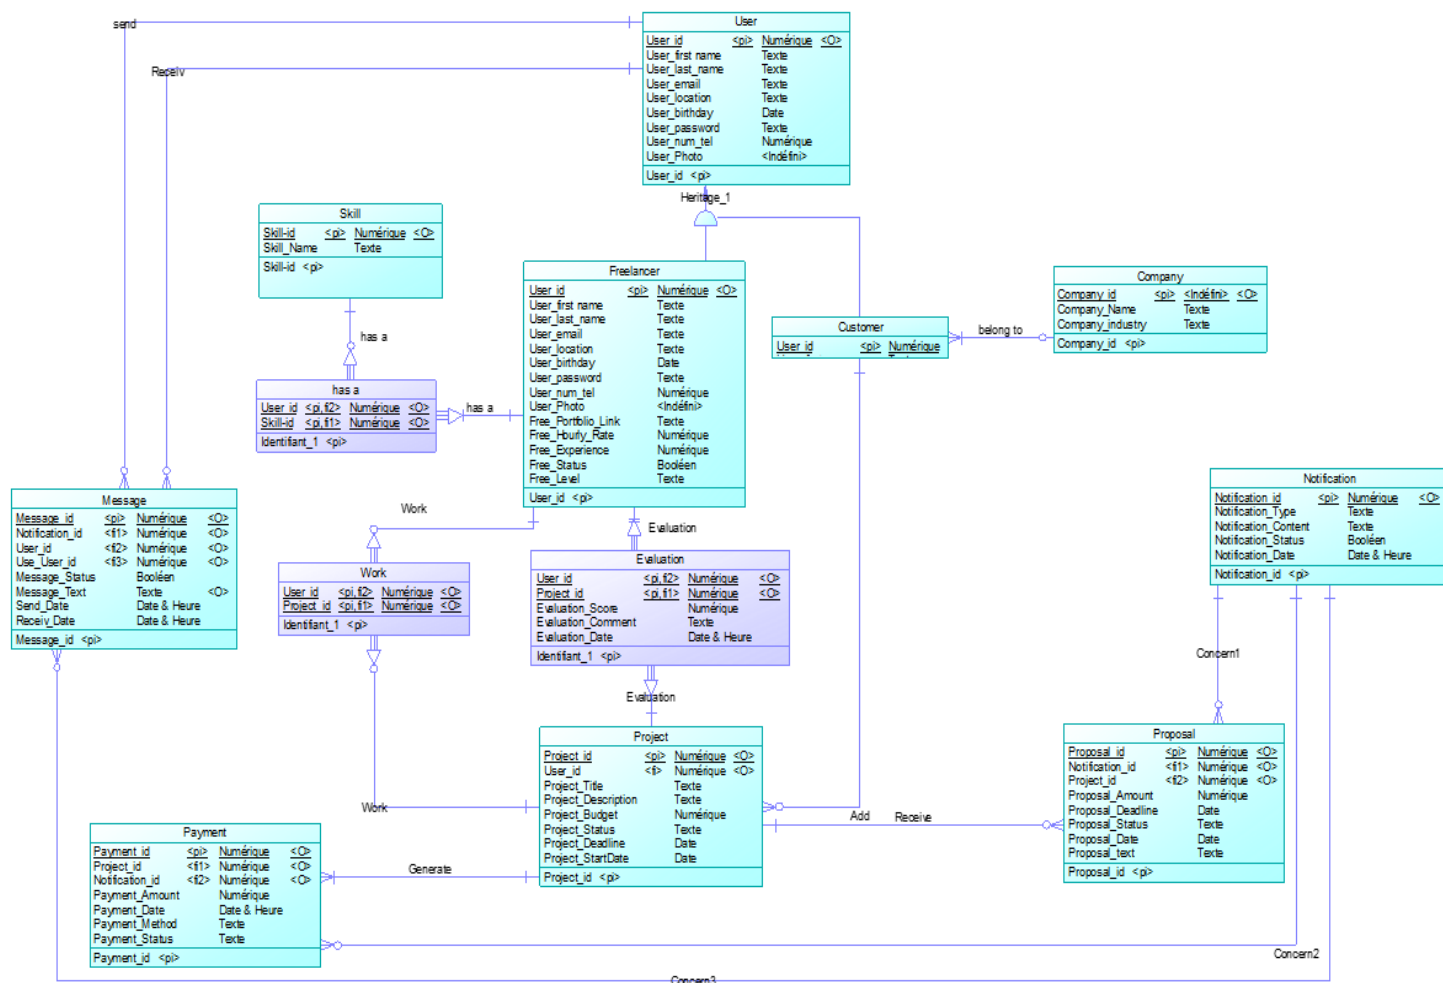 send
Receiv
User
User_id <pi> Numérique <O>
User_first name Texte
User_last_name Texte
User_email Texte
User_location Texte
User_birthday Date
User_password Texte
User_num_tel Numérique
User_Photo <Indéfini>
User_id <pi>
Heritage_1
Skill
Skill-id <pi> Numérique <O>
Skill_Name Texte
Skill-id <pi>
has a
Freelancer
User_id <pi> Numérique <O>
User_first name Texte
User_last_name Texte
User_email Texte
User_location Texte
User_birthday Date
User_password Texte
User_num_tel Numérique
User_Photo <Indéfini>
Free_Portfolio_Link Texte
Free_Hourly_Rate Numérique
Free_Experience Numérique
Free_Status Booléen
Free_Level Texte
User_id <pi>
Customer
User_id <pi> Numérique
belong to
Company
Company_id <pi> <Indéfini> <O>
Company_Name Texte
Company_industry Texte
Company_id <pi>
has a
User_id <pi,fi2> Numérique <O>
Skill-id <pi,fi1> Numérique <O>
Identifiant_1 <pi>
has a
Message
Message_id <pi> Numérique <O>
Notification_id <fi1> Numérique <O>
User_id <fi2> Numérique <O>
Use_User_id <fi3> Numérique <O>
Message_Status Booléen
Message_Text Texte <O>
Send_Date Date & Heure
Receiv_Date Date & Heure
Message_id <pi>
Work
Work
User_id <pi,fi2> Numérique <O>
Project_id <pi,fi1> Numérique <O>
Identifiant_1 <pi>
Work
Evaluation
Evaluation
User_id <pi,fi2> Numérique <O>
Project_id <pi,fi1> Numérique <O>
Evaluation_Score Numérique
Evaluation_Comment Texte
Evaluation_Date Date & Heure
Identifiant_1 <pi>
Evaluation
Notification
Notification_id <pi> Numérique <O>
Notification_Type Texte
Notification_Content Texte
Notification_Status Booléen
Notification_Date Date & Heure
Notification_id <pi>
Concern1
Project
Project_id <pi> Numérique <O>
User_id <fi> Numérique <O>
Project_Title Texte
Project_Description Texte
Project_Budget Numérique
Project_Status Texte
Project_Deadline Date
Project_StartDate Date
Project_id <pi>
Add
Receive
Proposal
Proposal_id <pi> Numérique <O>
Notification_id <fi1> Numérique <O>
Project_id <fi2> Numérique <O>
Proposal_Amount Numérique
Proposal_Deadline Date
Proposal_Status Texte
Proposal_Date Date
Proposal_text Texte
Proposal_id <pi>
Payment
Payment_id <pi> Numérique <O>
Project_id <fi1> Numérique <O>
Notification_id <fi2> Numérique <O>
Payment_Amount Numérique
Payment_Date Date & Heure
Payment_Method Texte
Payment_Status Texte
Payment_id <pi>
Generate
Concern2
Concern3